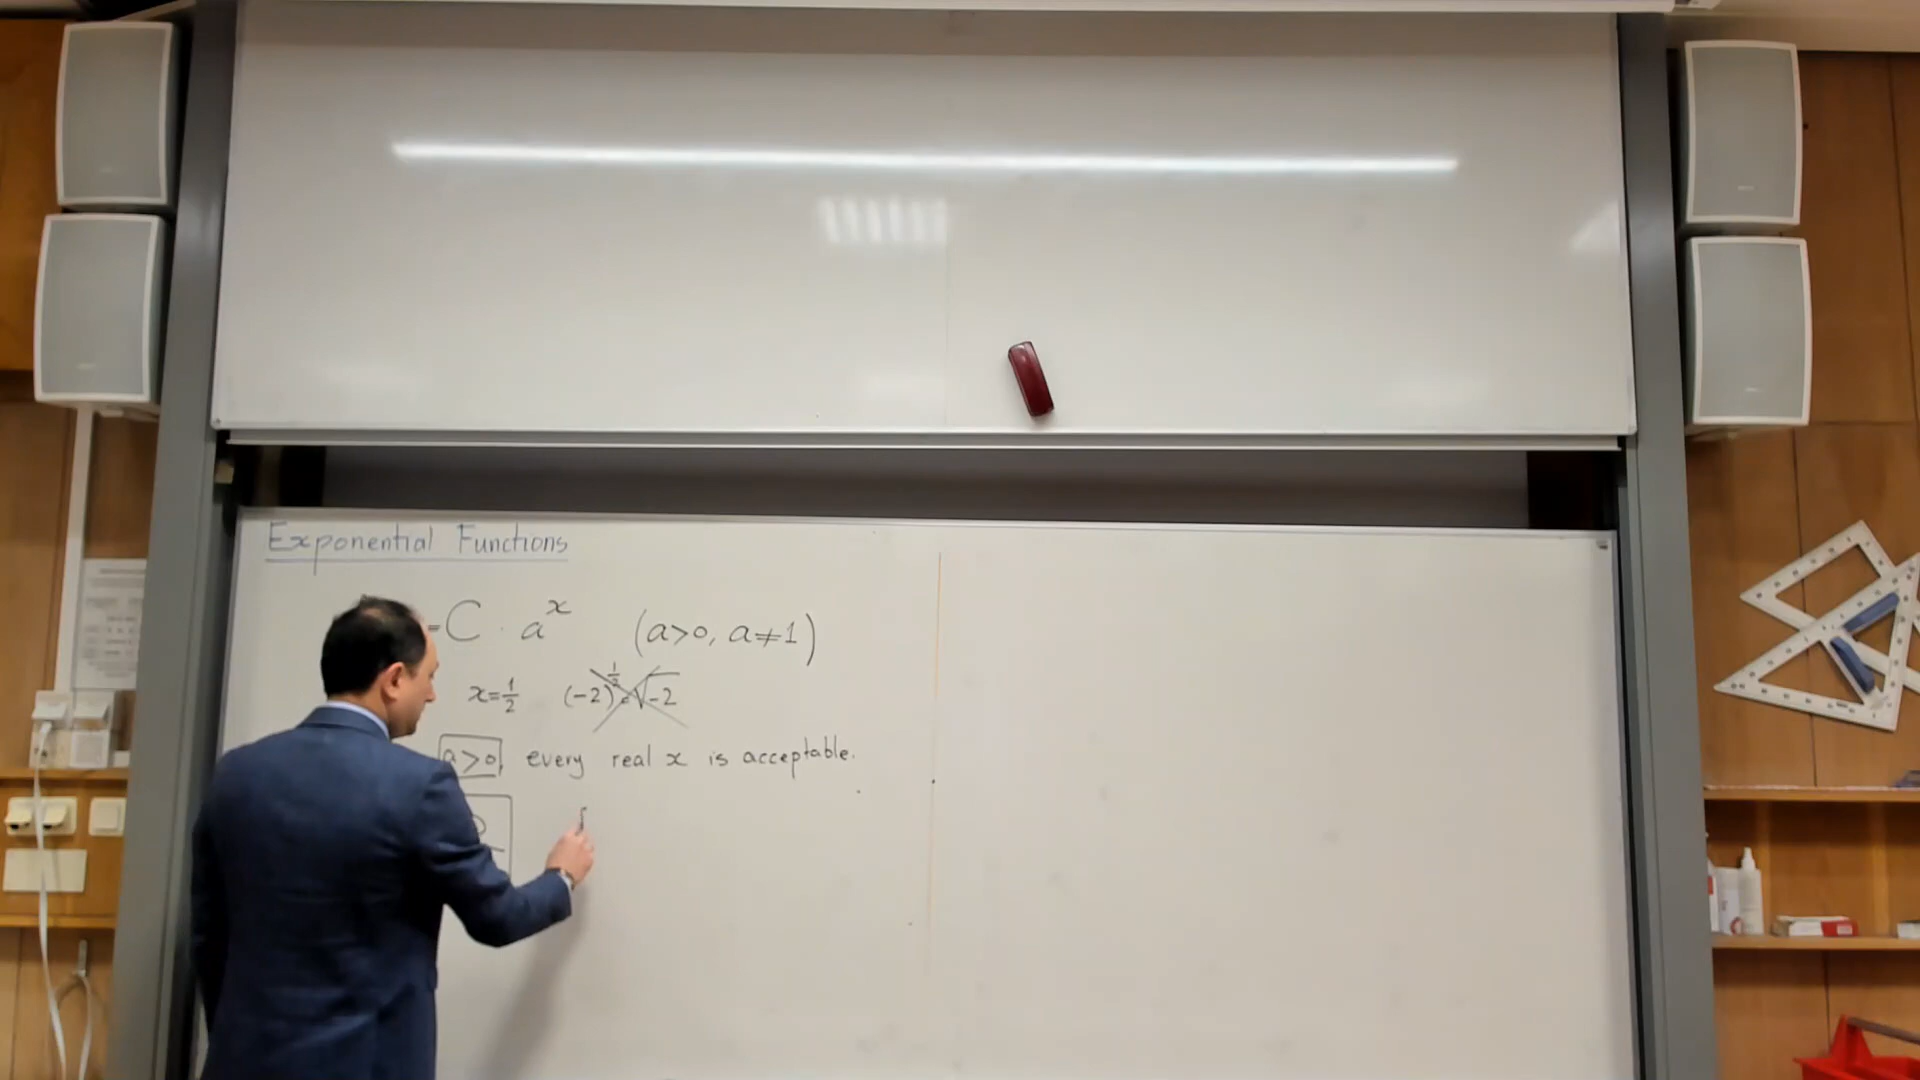 Exponential Functions
=C · a^x (a>0, a≠1)
x=1/2 (-2)^1/2=√-2
a>0, every real x is acceptable.